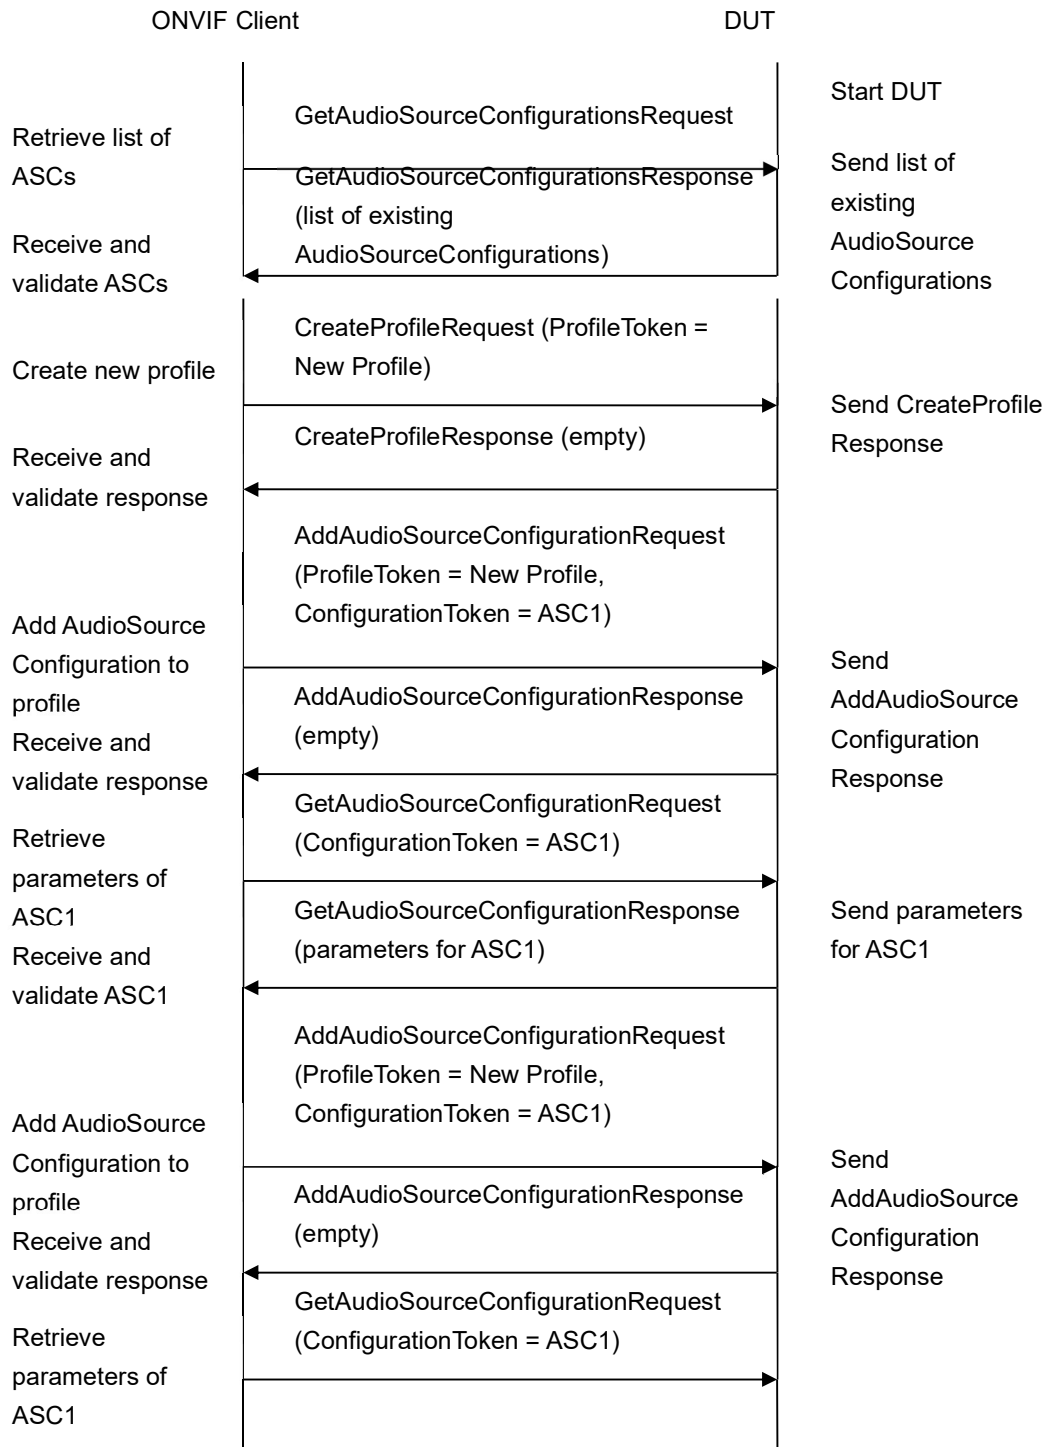 ONVIF Client
DUT
Start DUT
GetAudioSourceConfigurationsRequest
Retrieve list of
ASCs
GetAudioSourceConfigurationsResponse
(list of existing
AudioSourceConfigurations)
Send list of
existing
AudioSource
Configurations
Receive and
validate ASCs
CreateProfileRequest (ProfileToken =
New Profile)
Create new profile
Send CreateProfile
Response
CreateProfileResponse (empty)
Receive and
validate response
AddAudioSourceConfigurationRequest
(ProfileToken = New Profile,
ConfigurationToken = ASC1)
Add AudioSource
Configuration to
profile
Send
AddAudioSource
Configuration
Response
AddAudioSourceConfigurationResponse
(empty)
Receive and
validate response
GetAudioSourceConfigurationRequest
(ConfigurationToken = ASC1)
Retrieve
parameters of
ASC1
GetAudioSourceConfigurationResponse
(parameters for ASC1)
Send parameters
for ASC1
Receive and
validate ASC1
AddAudioSourceConfigurationRequest
(ProfileToken = New Profile,
ConfigurationToken = ASC1)
Add AudioSource
Configuration to
profile
Send
AddAudioSource
Configuration
Response
AddAudioSourceConfigurationResponse
(empty)
Receive and
validate response
GetAudioSourceConfigurationRequest
(ConfigurationToken = ASC1)
Retrieve
parameters of
ASC1